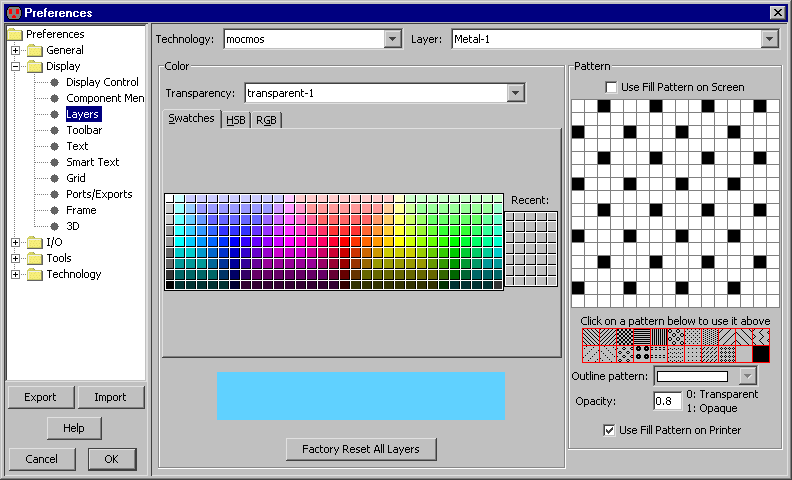 Preferences
Preferences
General
Display
Display Control
Component Men
Layers
Toolbar
Text
Smart Text
Grid
Ports/Exports
Frame
3D
I/O
Tools
Technology
Export Import
Help
Cancel OK
Technology: mocmos Layer: Metal-1
Color
Transparency: transparent-1
Swatches HSB RGB
Recent:
Factory Reset All Layers
Pattern
Use Fill Pattern on Screen
Click on a pattern below to use it above
Outline pattern:
Opacity: 0.8 0: Transparent
1: Opaque
Use Fill Pattern on Printer